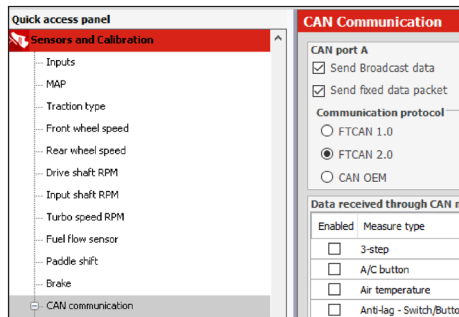 Quick access panel
Sensors and Calibration
Inputs
MAP
Traction type
Front wheel speed
Rear wheel speed
Drive shaft RPM
Input shaft RPM
Turbo speed RPM
Fuel flow sensor
Paddle shift
Brake
CAN communication
CAN Communication
CAN port A
Send Broadcast data
Send fixed data packet
Communication protocol
FTCAN 1.0
FTCAN 2.0
CAN OEM
Data received through CAN
Enabled Measure type
3-step
A/C button
Air temperature
Anti-lag - Switch/Butto